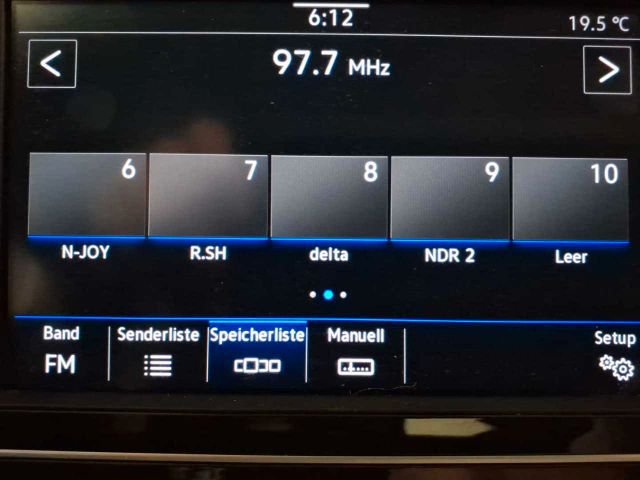 6:12
19.5 °C
<
97.7 MHz
>
6 7 8 9 10
N-JOY R.SH delta NDR 2 Leer
Band Senderliste Speicherliste Manuell Setup
FM